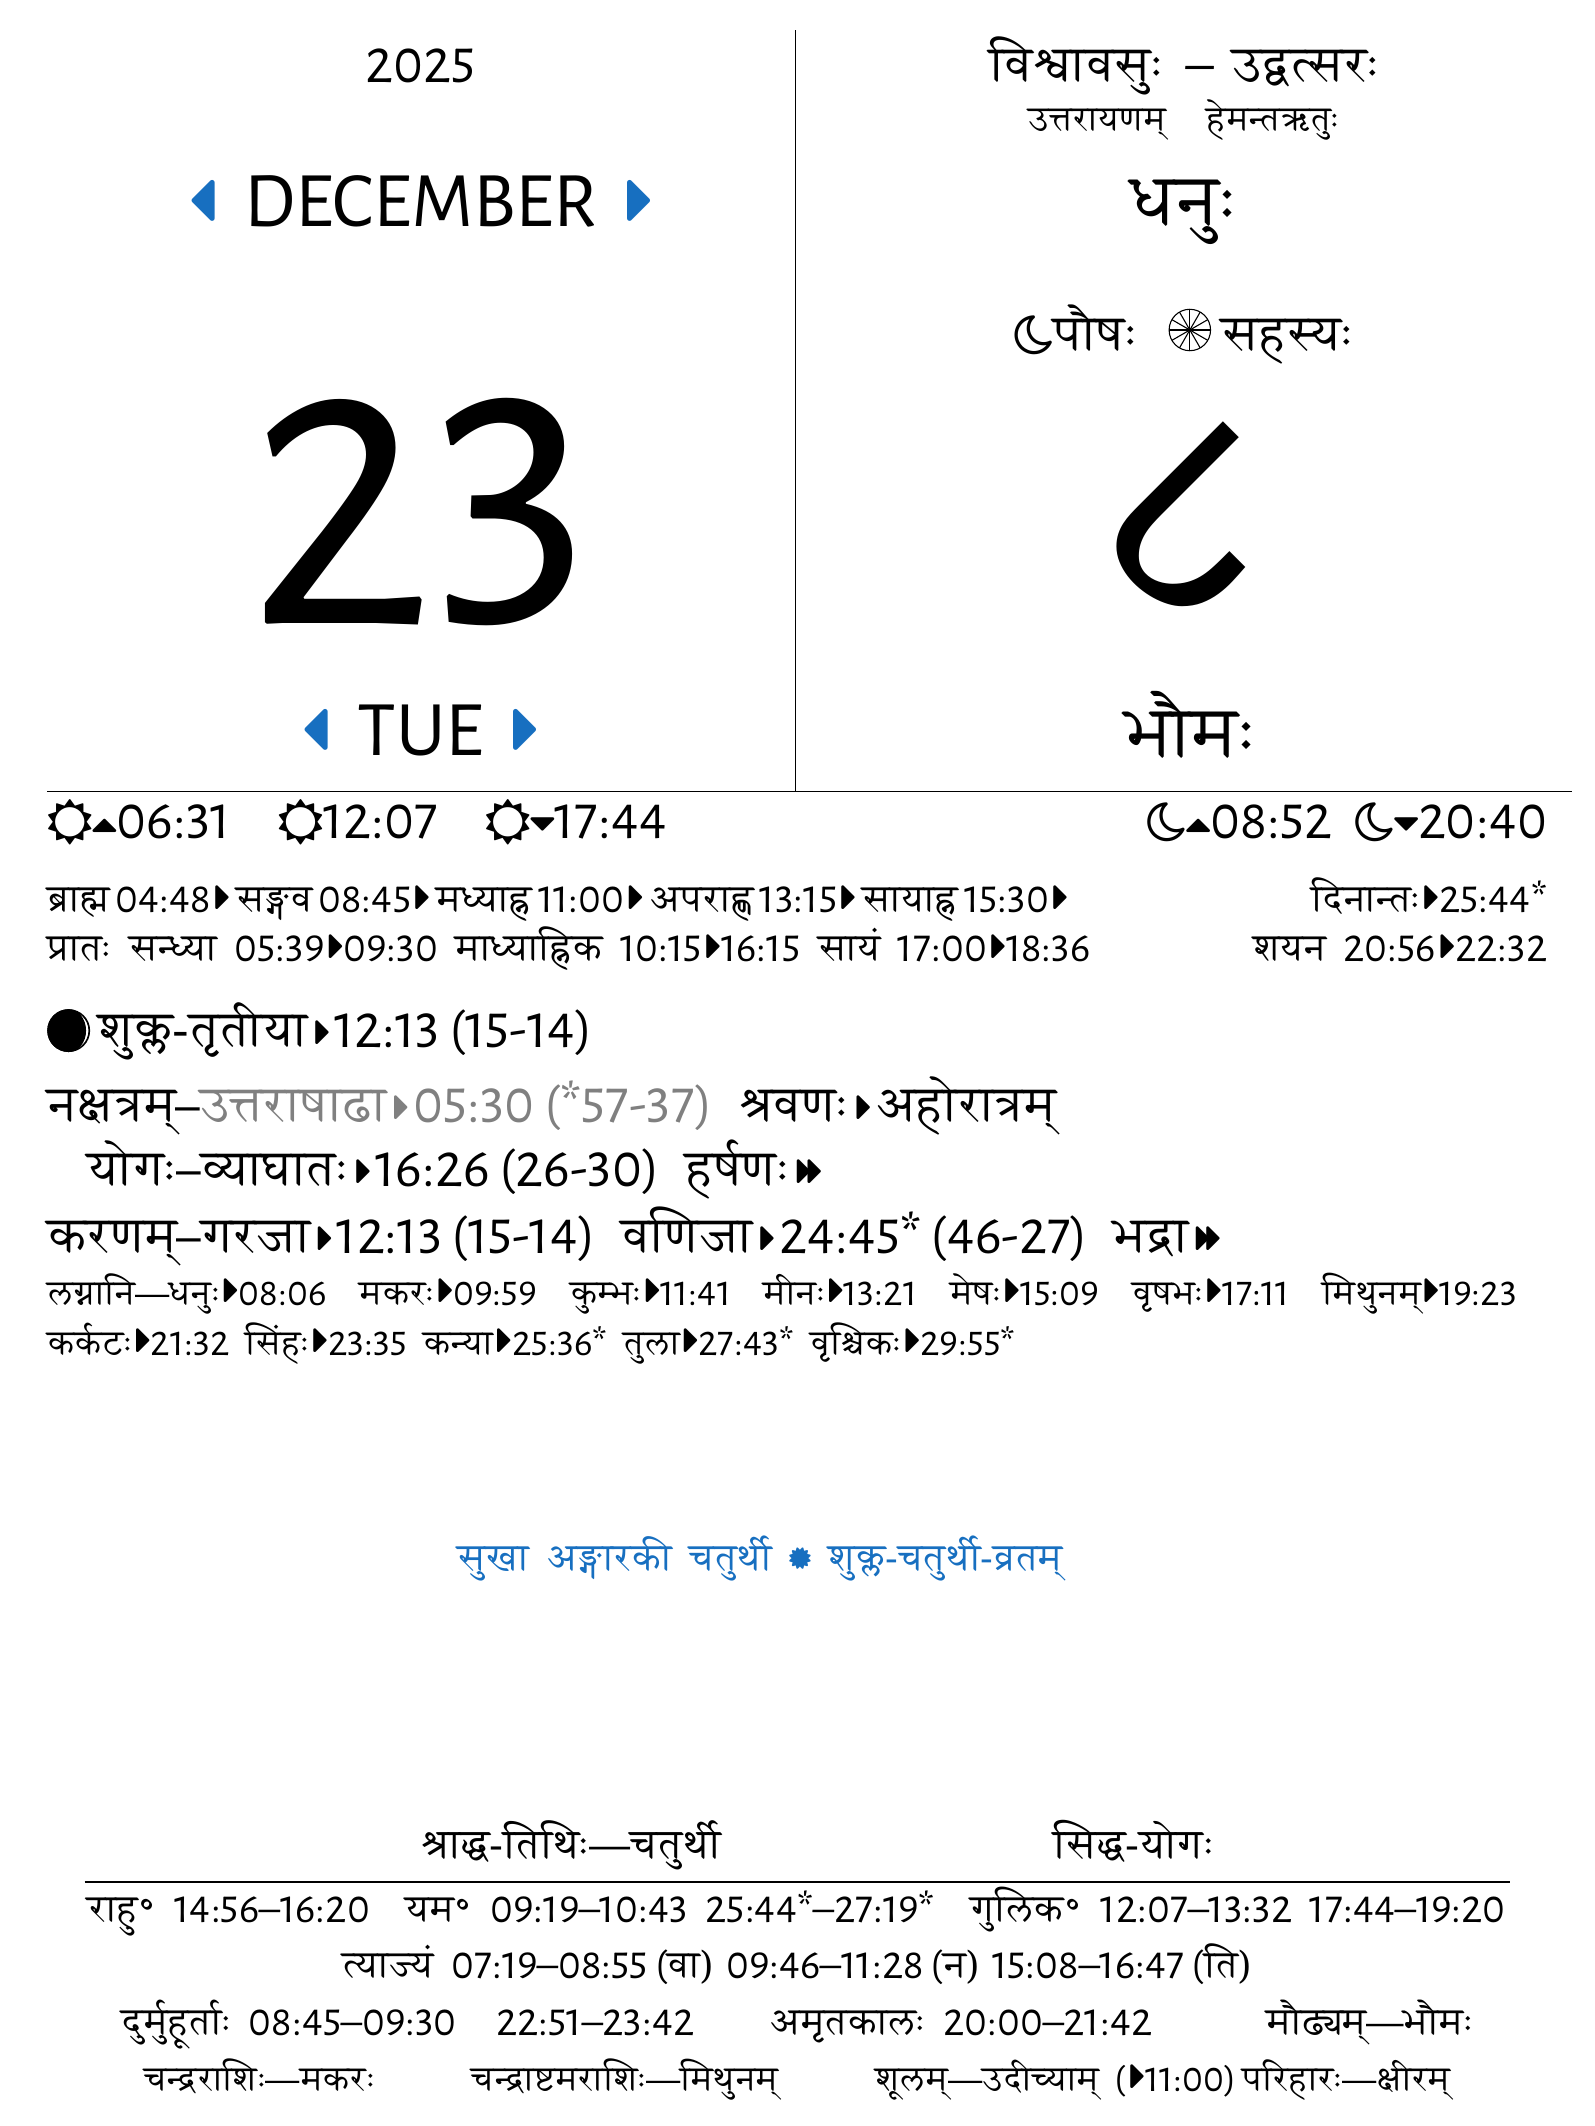 2025
DECEMBER
23
TUE
विश्वावसुः – उद्वत्सरः
उत्तरायणम् हेमन्तऋतुः
धनुः
पौषः सहस्यः
८
भौमः
06:31 12:07 17:44 08:52 20:40
ब्राह्म 04:48 सङ्गव 08:45 मध्याह्न 11:00 अपराह्ण 13:15 सायाह्न 15:30 दिनान्तः 25:44*
प्रातः सन्ध्या 05:39 09:30 माध्याह्निक 10:15 16:15 सायं 17:00 18:36 शयन 20:56 22:32
शुक्ल-तृतीया 12:13 (15-14)
नक्षत्रम्–उत्तराषाढा 05:30 (*57-37) श्रवणः अहोरात्रम्
योगः–व्याघातः 16:26 (26-30) हर्षणः
करणम्–गरजा 12:13 (15-14) वणिजा 24:45* (46-27) भद्रा
लग्नानि—धनुः 08:06 मकरः 09:59 कुम्भः 11:41 मीनः 13:21 मेषः 15:09 वृषभः 17:11 मिथुनम् 19:23
कर्कटः 21:32 सिंहः 23:35 कन्या 25:36* तुला 27:43* वृश्चिकः 29:55*
सुखा अङ्गारकी चतुर्थी ✹ शुक्ल-चतुर्थी-व्रतम्
श्राद्ध-तिथिः—चतुर्थी सिद्ध-योगः
राहु॰ 14:56–16:20 यम॰ 09:19–10:43 25:44*–27:19* गुलिक॰ 12:07–13:32 17:44–19:20
त्याज्यं 07:19–08:55 (वा) 09:46–11:28 (न) 15:08–16:47 (ति)
दुर्मुहूर्ताः 08:45–09:30 22:51–23:42 अमृतकालः 20:00–21:42 मौढ्यम्—भौमः
चन्द्रराशिः—मकरः चन्द्राष्टमराशिः—मिथुनम् शूलम्—उदीच्याम् (11:00) परिहारः—क्षीरम्